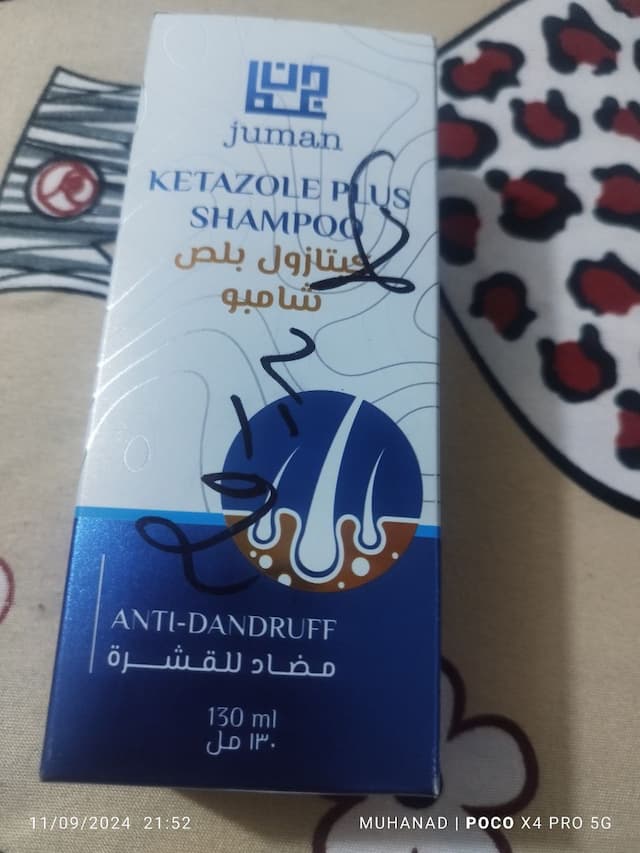 juman
KETAZOLE PLUS
SHAMPOO
كيتازول بلص
شامبو
ANTI-DANDRUFF
مضاد للقشرة
130 ml
١٣٠ مل
11/09/2024 21:52
MUHANAD | POCO X4 PRO 5G